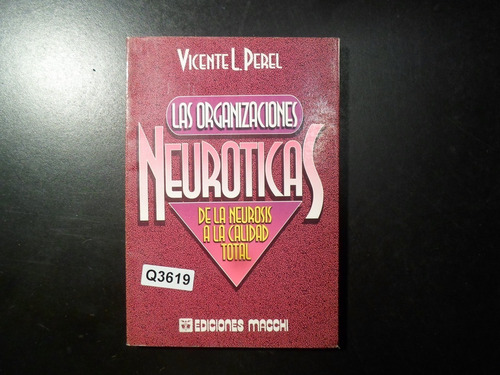 VICENTE L. PEREL
LAS ORGANIZACIONES
NEUROTICAS
DE LA NEUROSIS
A LA CALIDAD
TOTAL
Q3619
EDICIONES MACCHI